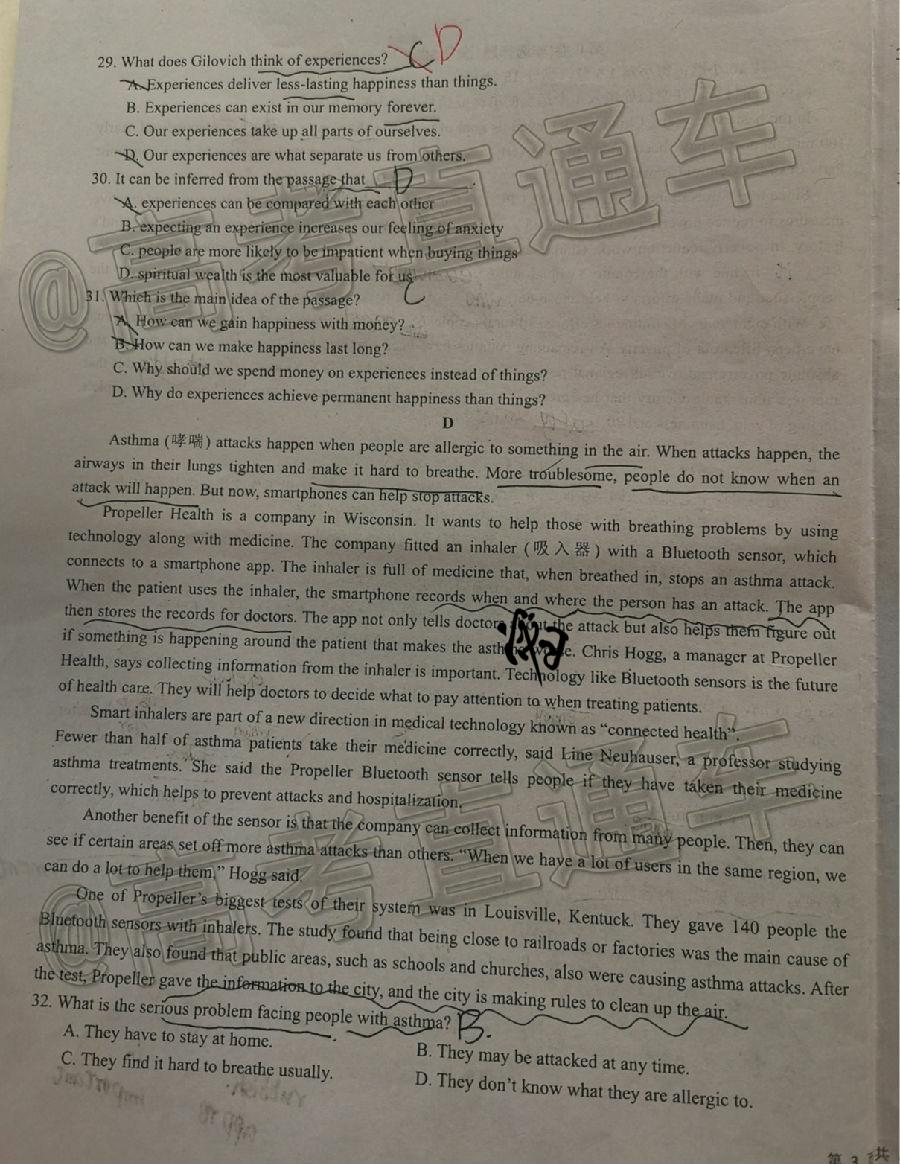 29. What does Gilovich think of experiences? C D
A. Experiences deliver less-lasting happiness than things.
B. Experiences can exist in our memory forever.
C. Our experiences take up all parts of ourselves.
D. Our experiences are what separate us from others.
30. It can be inferred from the passage that D .
A. experiences can be compared with each other
B. expecting an experience increases our feeling of anxiety
C. people are more likely to be impatient when buying things
D. spiritual wealth is the most valuable for us
31. Which is the main idea of the passage? C
A. How can we gain happiness with money?
B. How can we make happiness last long?
C. Why should we spend money on experiences instead of things?
D. Why do experiences achieve permanent happiness than things?
@高考直通车
D
Asthma (哮喘) attacks happen when people are allergic to something in the air. When attacks happen, the
airways in their lungs tighten and make it hard to breathe. More troublesome, people do not know when an
attack will happen. But now, smartphones can help stop attacks.
Propeller Health is a company in Wisconsin. It wants to help those with breathing problems by using
technology along with medicine. The company fitted an inhaler (吸入器) with a Bluetooth sensor, which
connects to a smartphone app. The inhaler is full of medicine that, when breathed in, stops an asthma attack.
When the patient uses the inhaler, the smartphone records when and where the person has an attack. The app
then stores the records for doctors. The app not only tells doctors the attack but also helps them figure out
if something is happening around the patient that makes the Chris Hogg, a manager at Propeller
Health, says collecting information from the inhaler is important. Technology like Bluetooth sensors is the future
of health care. They will help doctors to decide what to pay attention to when treating patients.
Smart inhalers are part of a new direction in medical technology known as “connected health”.
Fewer than half of asthma patients take their medicine correctly, said Line Neuhauser, a professor studying
asthma treatments. She said the Propeller Bluetooth sensor tells people if they have taken their medicine
correctly, which helps to prevent attacks and hospitalization.
Another benefit of the sensor is that the company can collect information from many people. Then, they can
see if certain areas set off more asthma attacks than others. “When we have a lot of users in the same region, we
can do a lot to help them,” Hogg said.
One of Propeller’s biggest tests of their system was in Louisville, Kentuck. They gave 140 people the
Bluetooth sensors with inhalers. The study found that being close to railroads or factories was the main cause of
asthma. They also found that public areas, such as schools and churches, also were causing asthma attacks. After
the test, Propeller gave the information to the city, and the city is making rules to clean up the air.
@高考直通车
32. What is the serious problem facing people with asthma? B.
A. They have to stay at home.
B. They may be attacked at any time.
C. They find it hard to breathe usually.
D. They don’t know what they are allergic to.
第 3 共